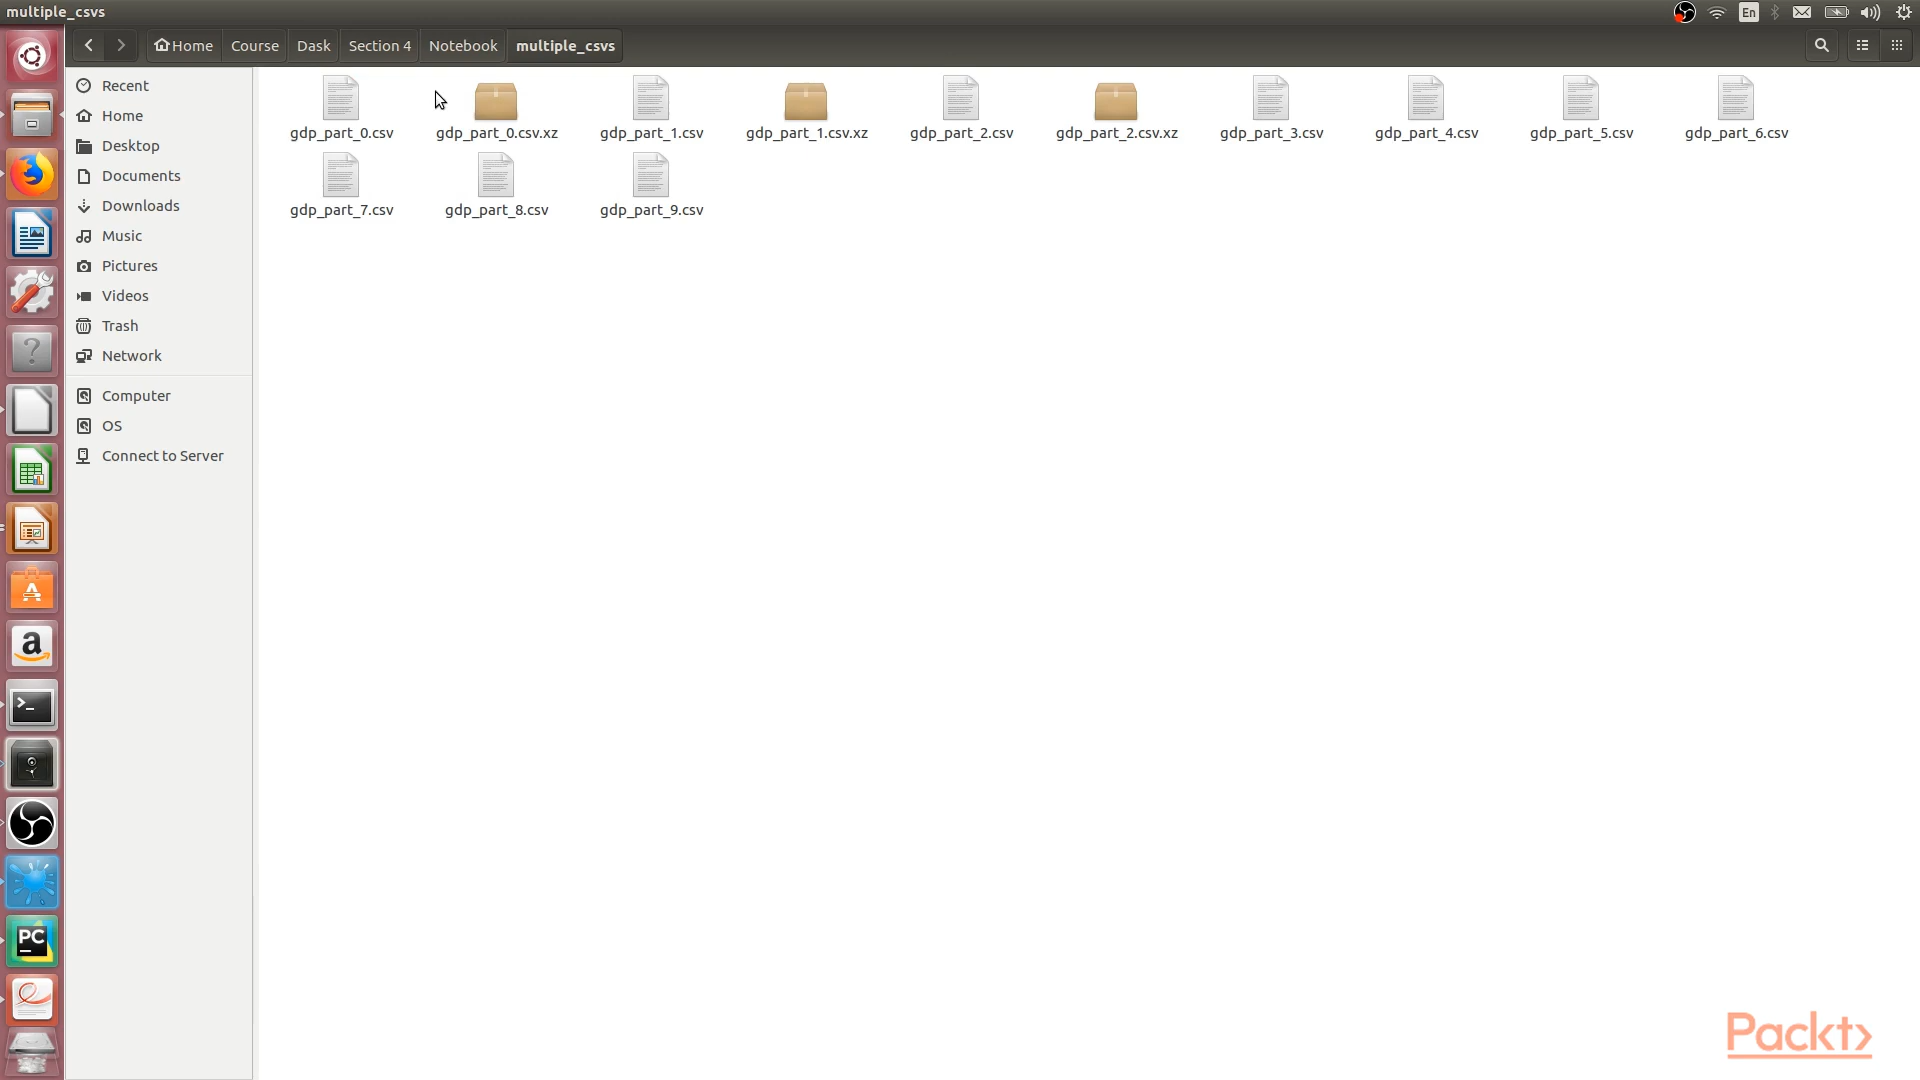 multiple_csvs
En
Home Course Dask Section 4 Notebook multiple_csvs
Recent
Home
Desktop
Documents
Downloads
Music
Pictures
Videos
Trash
Network
Computer
OS
Connect to Server
gdp_part_0.csv gdp_part_0.csv.xz gdp_part_1.csv gdp_part_1.csv.xz gdp_part_2.csv gdp_part_2.csv.xz gdp_part_3.csv gdp_part_4.csv gdp_part_5.csv gdp_part_6.csv
gdp_part_7.csv gdp_part_8.csv gdp_part_9.csv
PC
Packt>